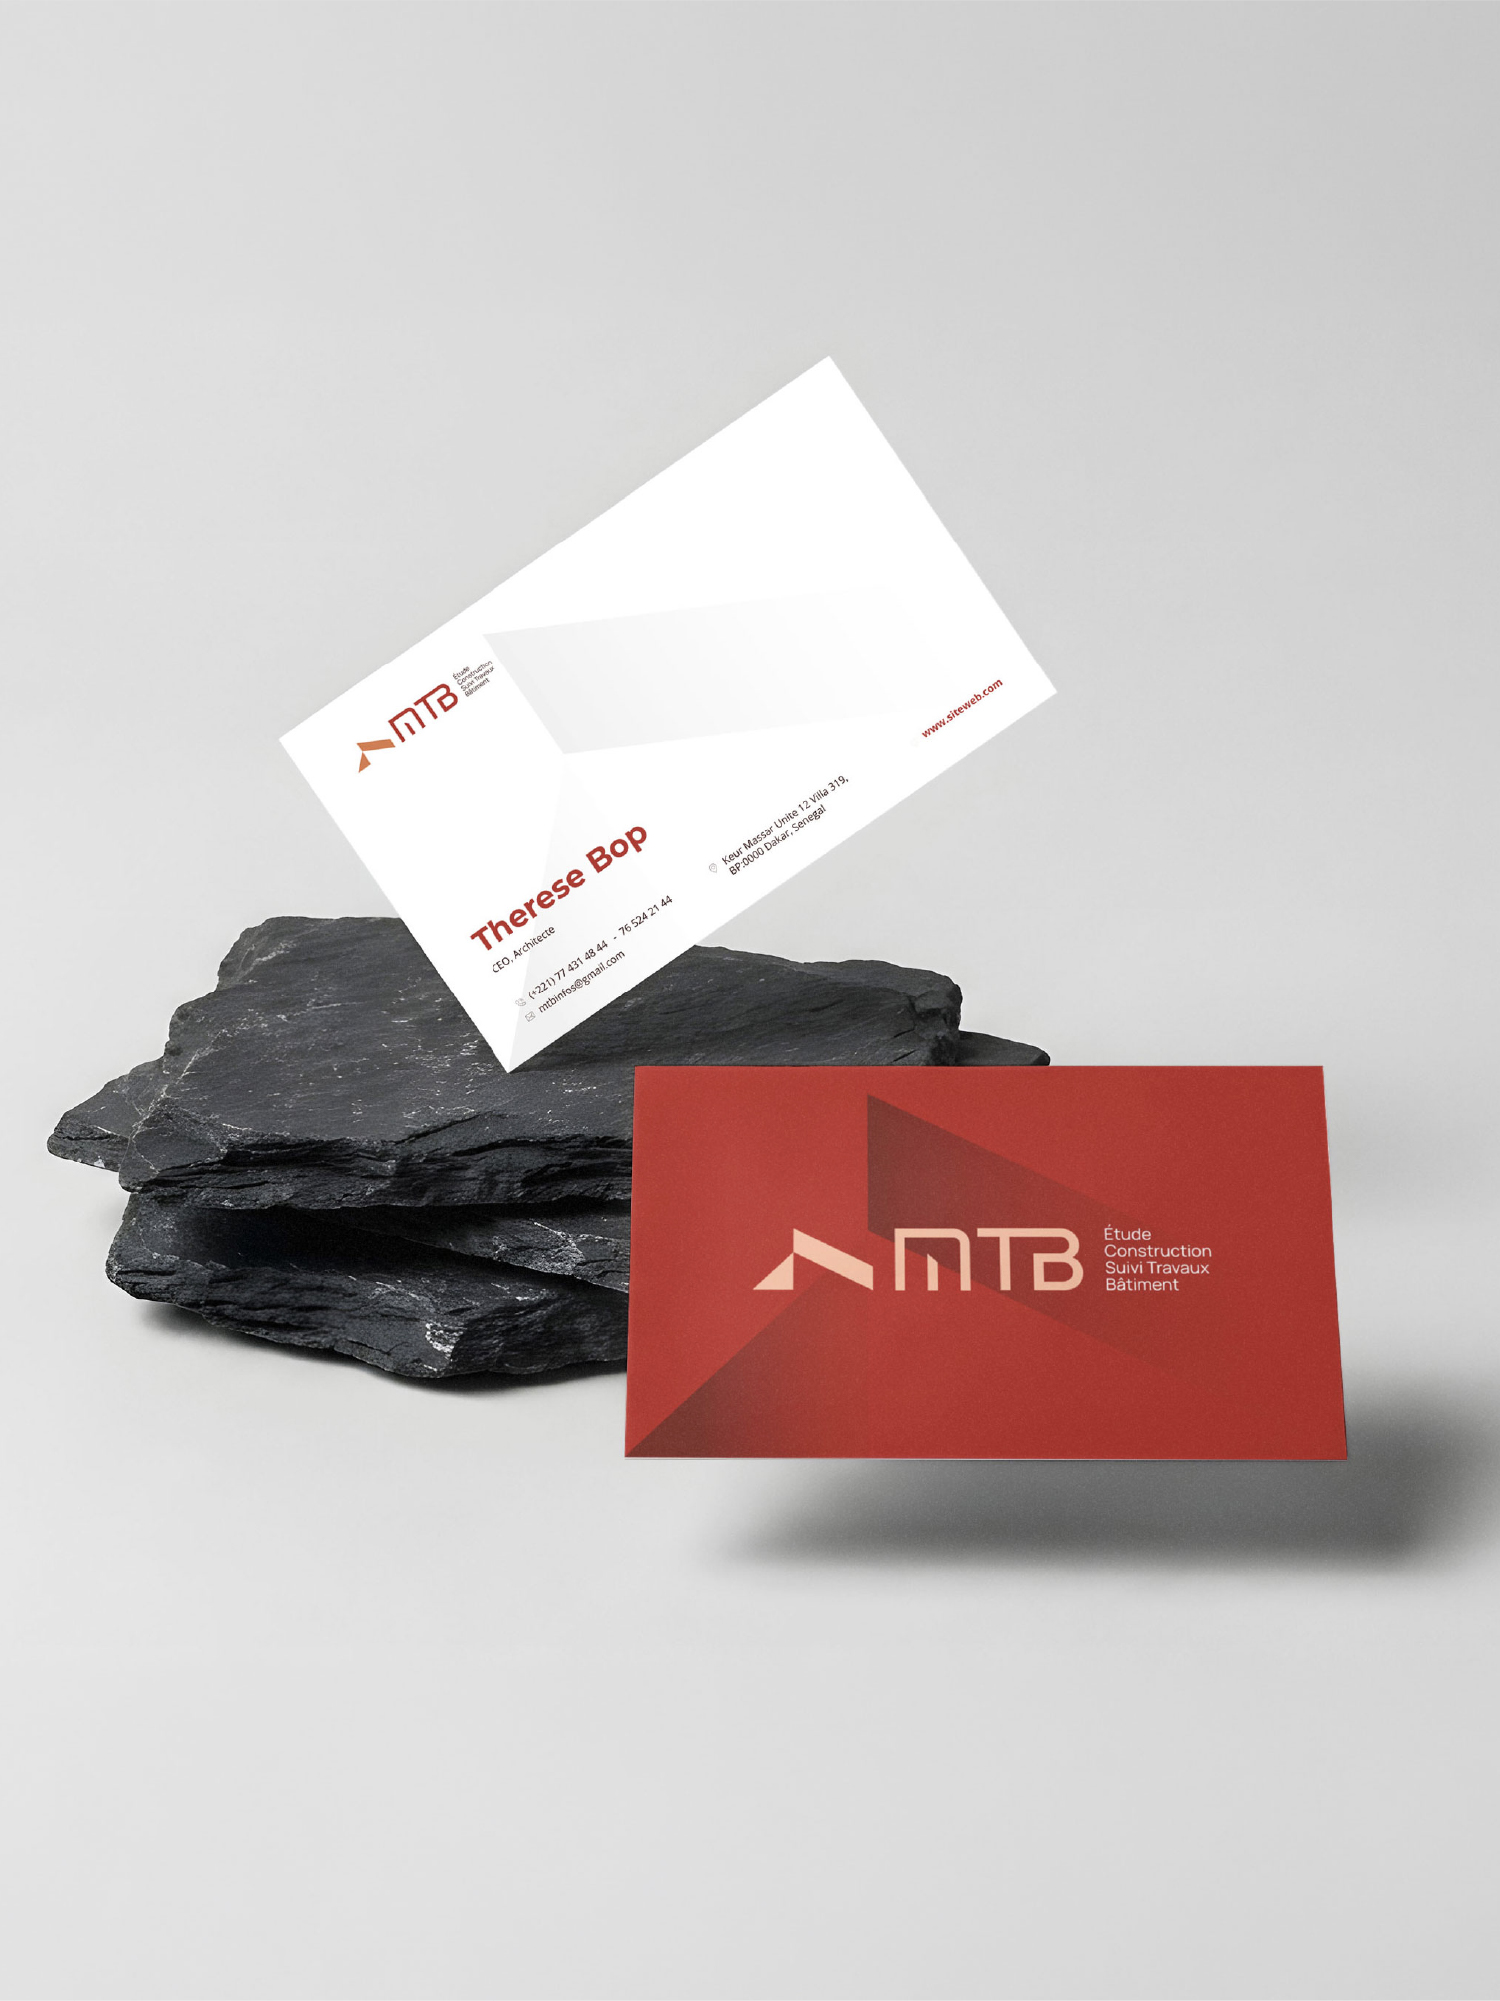 MTB
Étude
Construction
Suivi Travaux
Bâtiment
Therese Bop
CEO, Architecte
(+221) 77 431 48 44 - 76 524 21 44
mtbinfos@gmail.com
Keur Massar Unite 12 Villa 319,
BP:0000 Dakar, Senegal
www.siteweb.com
MTB
Étude
Construction
Suivi Travaux
Bâtiment